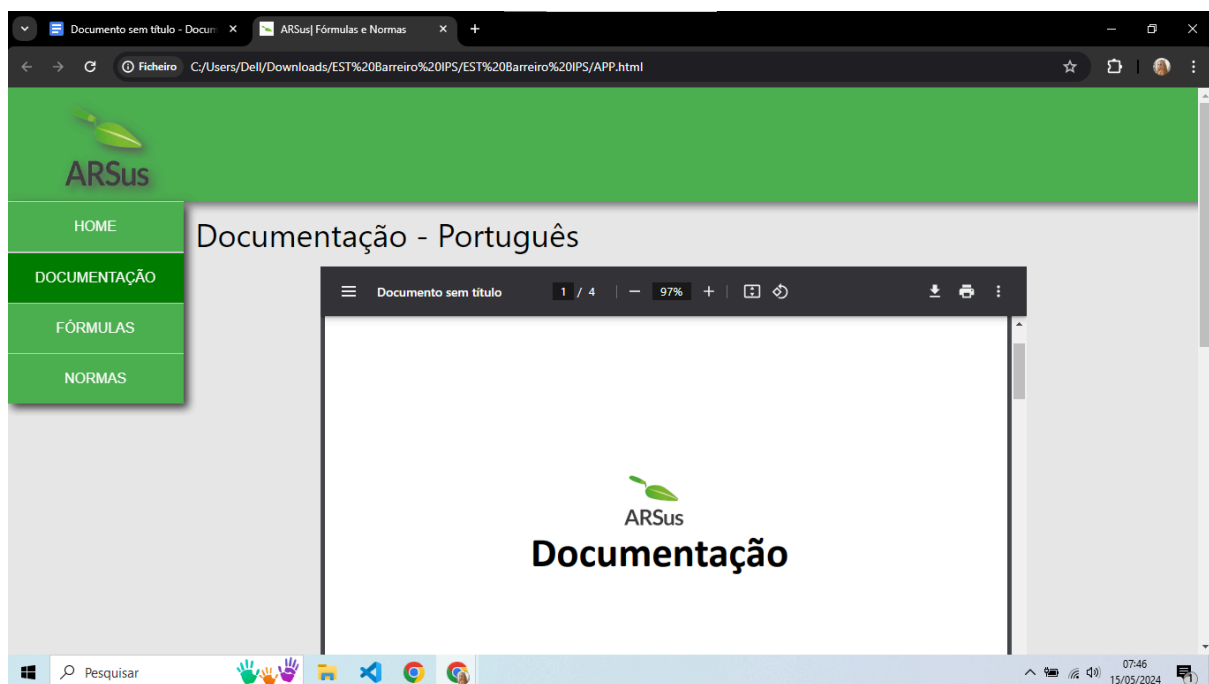 Documento sem título - Docum
ARSus| Fórmulas e Normas
Ficheiro C:/Users/Dell/Downloads/EST%20Barreiro%20IPS/EST%20Barreiro%20IPS/APP.html
ARSus
HOME
DOCUMENTAÇÃO
FÓRMULAS
NORMAS
Documentação - Português
Documento sem título 1 / 4 97%
ARSus
Documentação
Pesquisar
07:46
15/05/2024
1